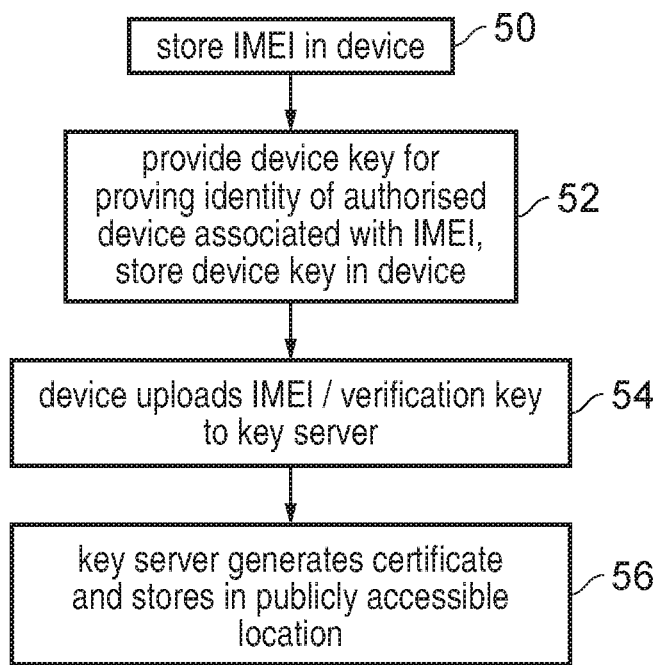 store IMEI in device
50
provide device key for
proving identity of authorised
device associated with IMEI,
store device key in device
52
device uploads IMEI / verification key
to key server
54
key server generates certificate
and stores in publicly accessible
location
56